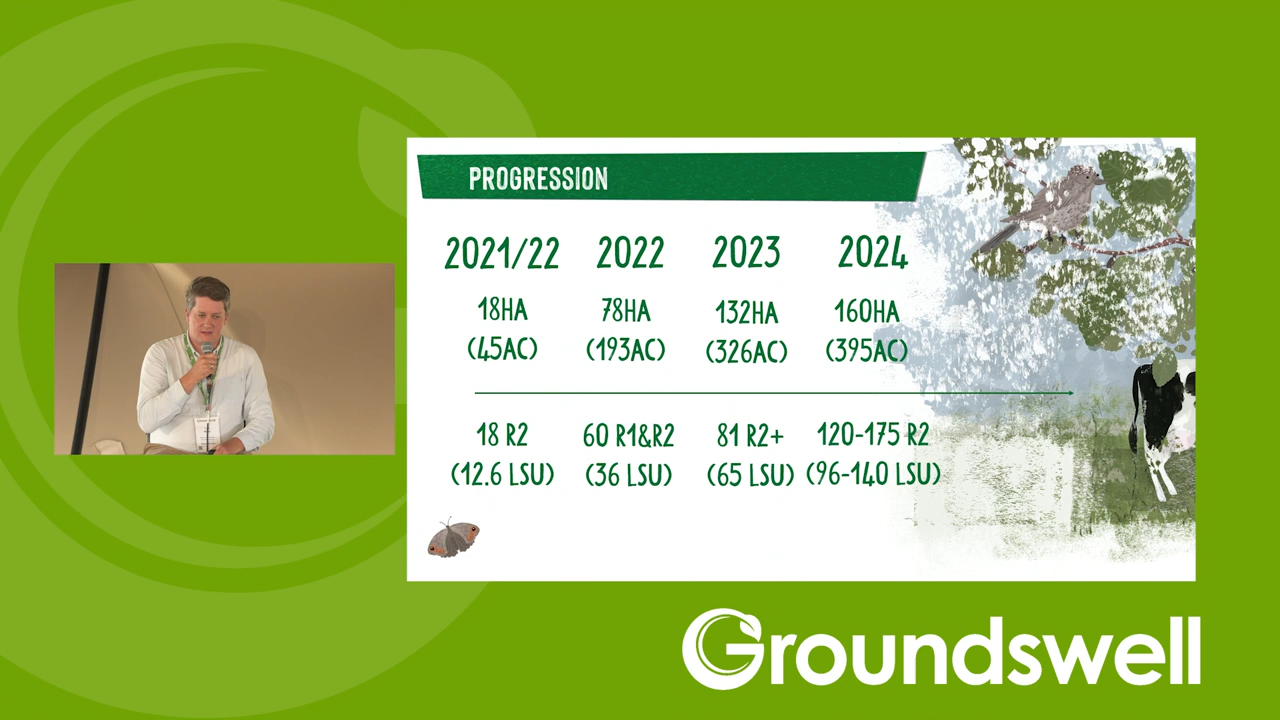 PROGRESSION
2021/22 2022 2023 2024
18HA 78HA 132HA 160HA
(45AC) (193AC) (326AC) (395AC)
18 R2 60 R1&R2 81 R2+ 120-175 R2
(12.6 LSU) (36 LSU) (65 LSU) (96-140 LSU)
Groundswell